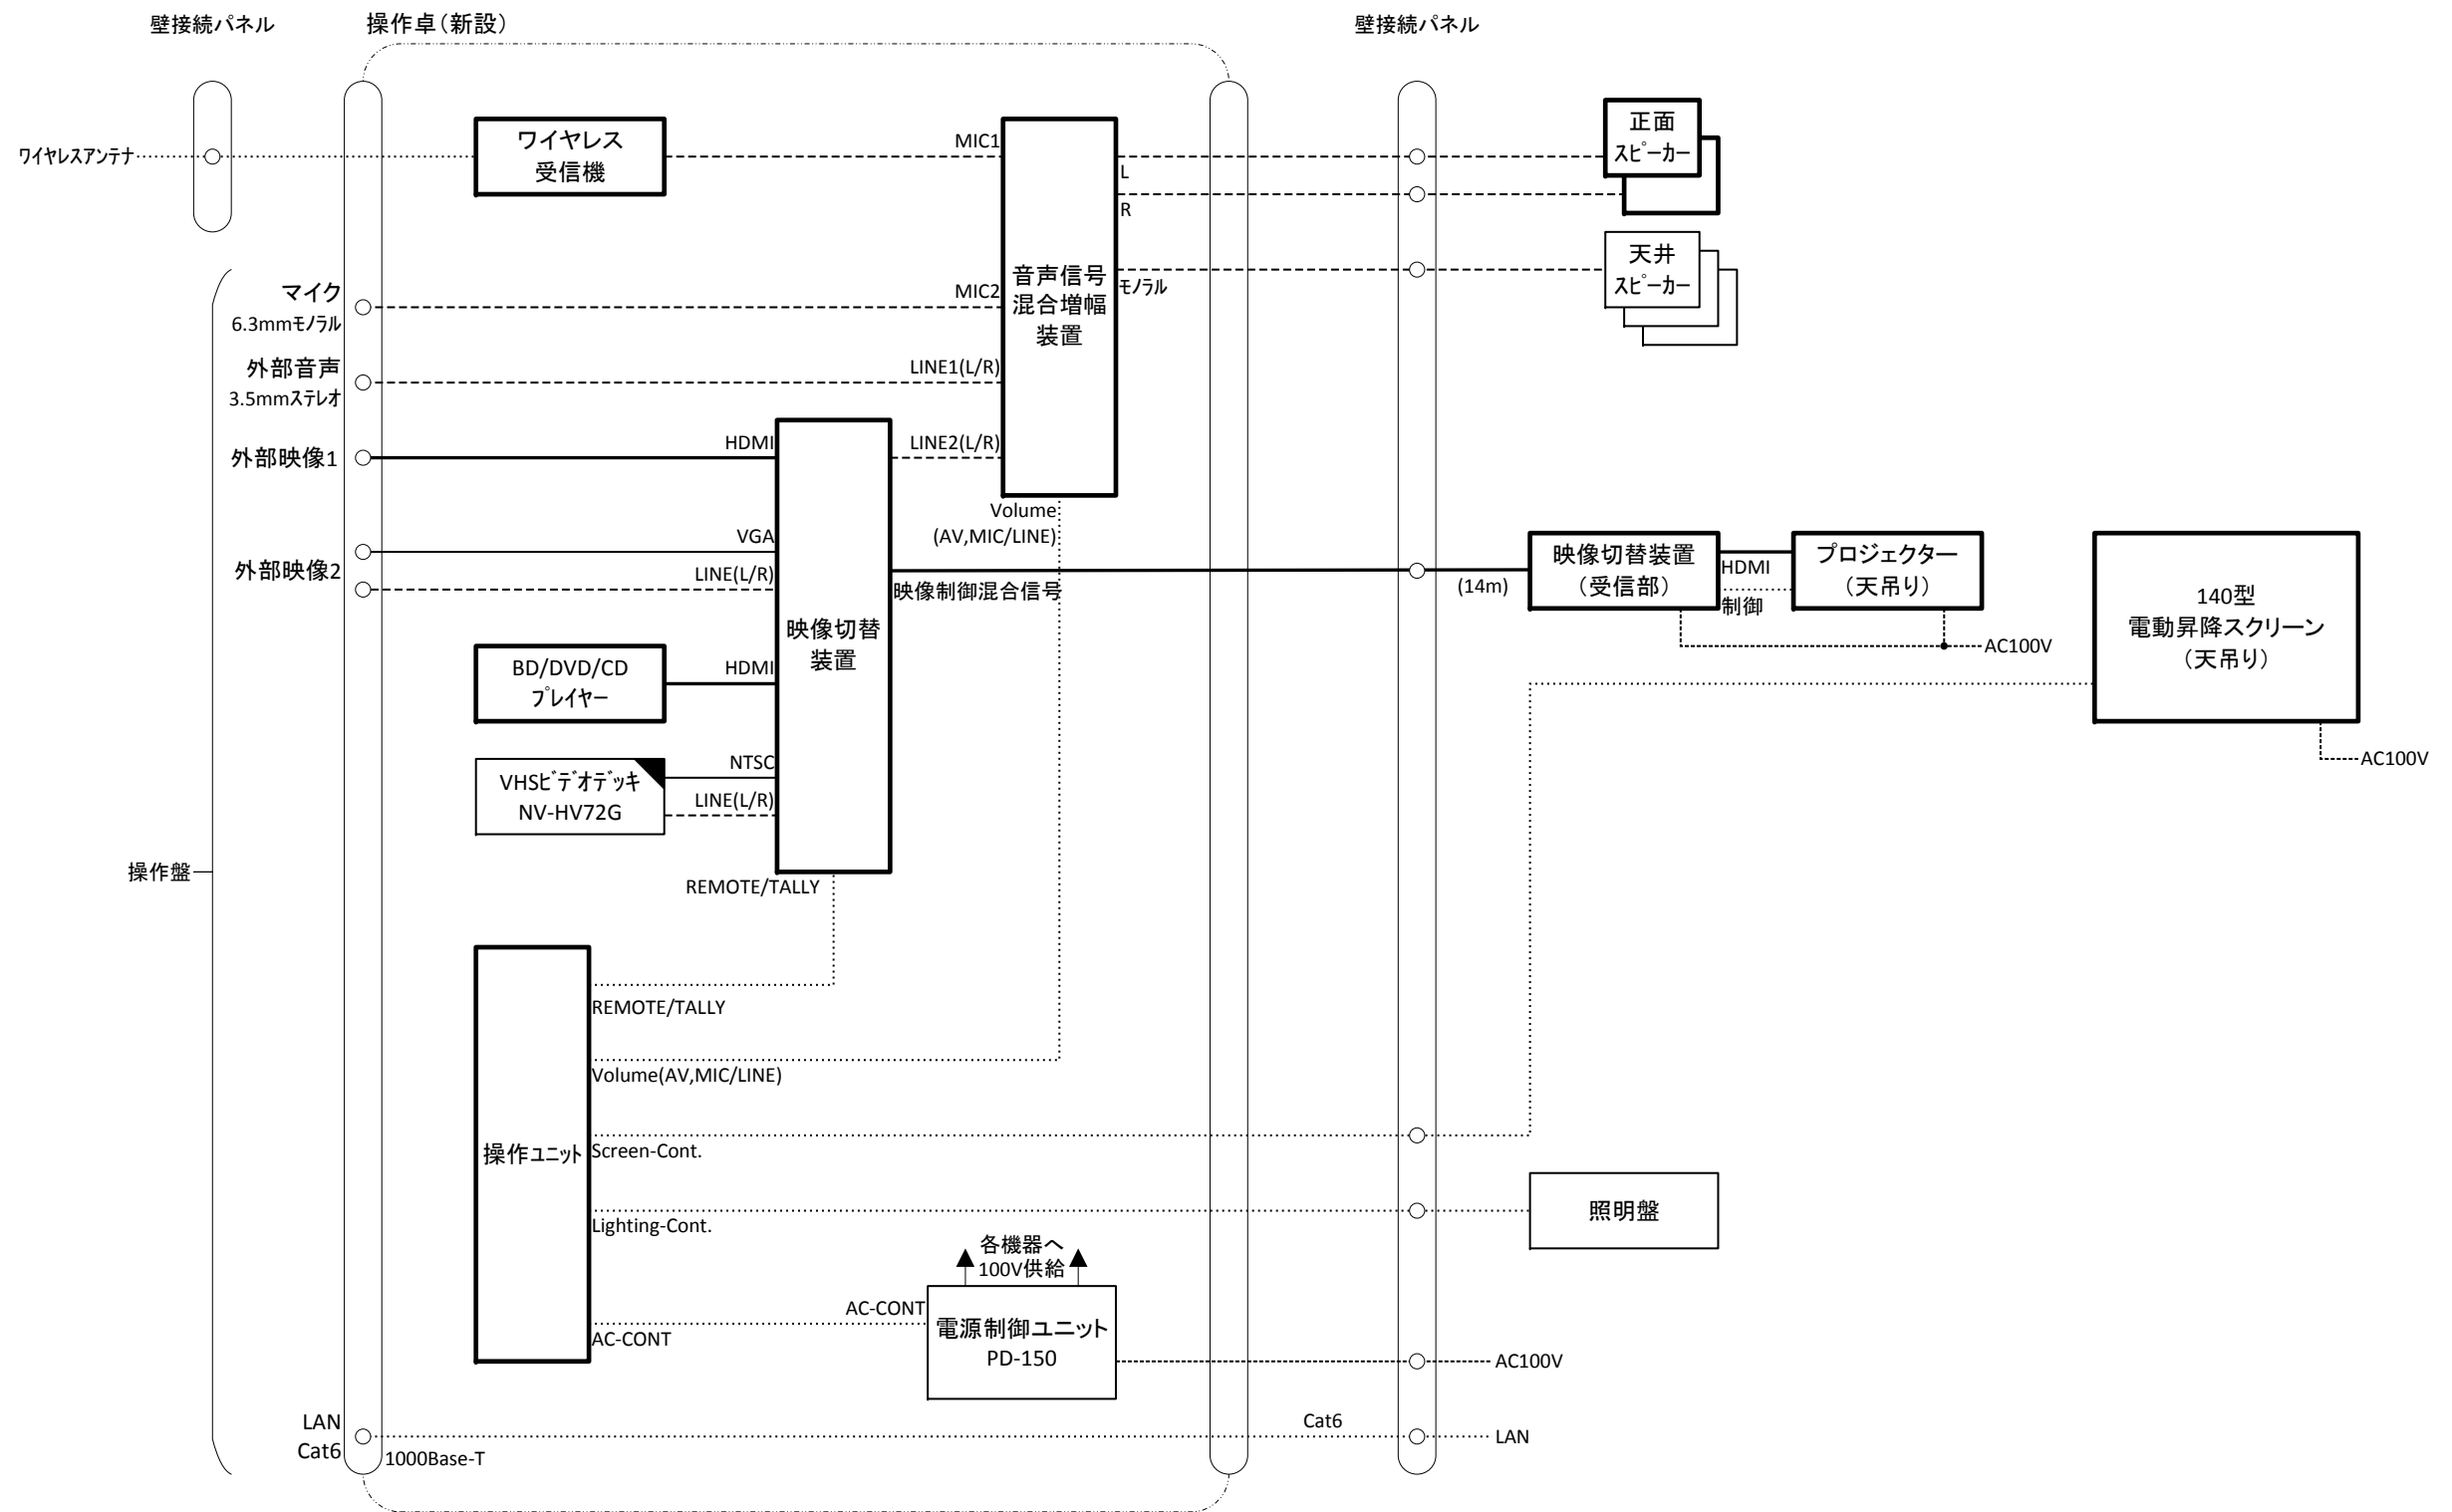 壁接続パネル
操作卓（新設）
壁接続パネル
ワイヤレスアンテナ
ワイヤレス
受信機
MIC1
L
R
正面
スピーカー
天井
スピーカー
音声信号
混合増幅
装置
モノラル
マイク
6.3mmモノラル
MIC2
外部音声
3.5mmステレオ
LINE1(L/R)
外部映像1
HDMI
LINE2(L/R)
Volume
(AV,MIC/LINE)
外部映像2
VGA
LINE(L/R)
映像切替
装置
映像制御混合信号
(14m)
映像切替装置
（受信部）
HDMI
制御
プロジェクター
（天吊り）
AC100V
140型
電動昇降スクリーン
（天吊り）
AC100V
BD/DVD/CD
プレイヤー
HDMI
VHSビデオデッキ
NV-HV72G
NTSC
LINE(L/R)
REMOTE/TALLY
操作盤
操作ユニット
REMOTE/TALLY
Volume(AV,MIC/LINE)
Screen-Cont.
Lighting-Cont.
照明盤
各機器へ
100V供給
AC-CONT
AC-CONT
電源制御ユニット
PD-150
AC100V
LAN
Cat6
1000Base-T
Cat6
LAN